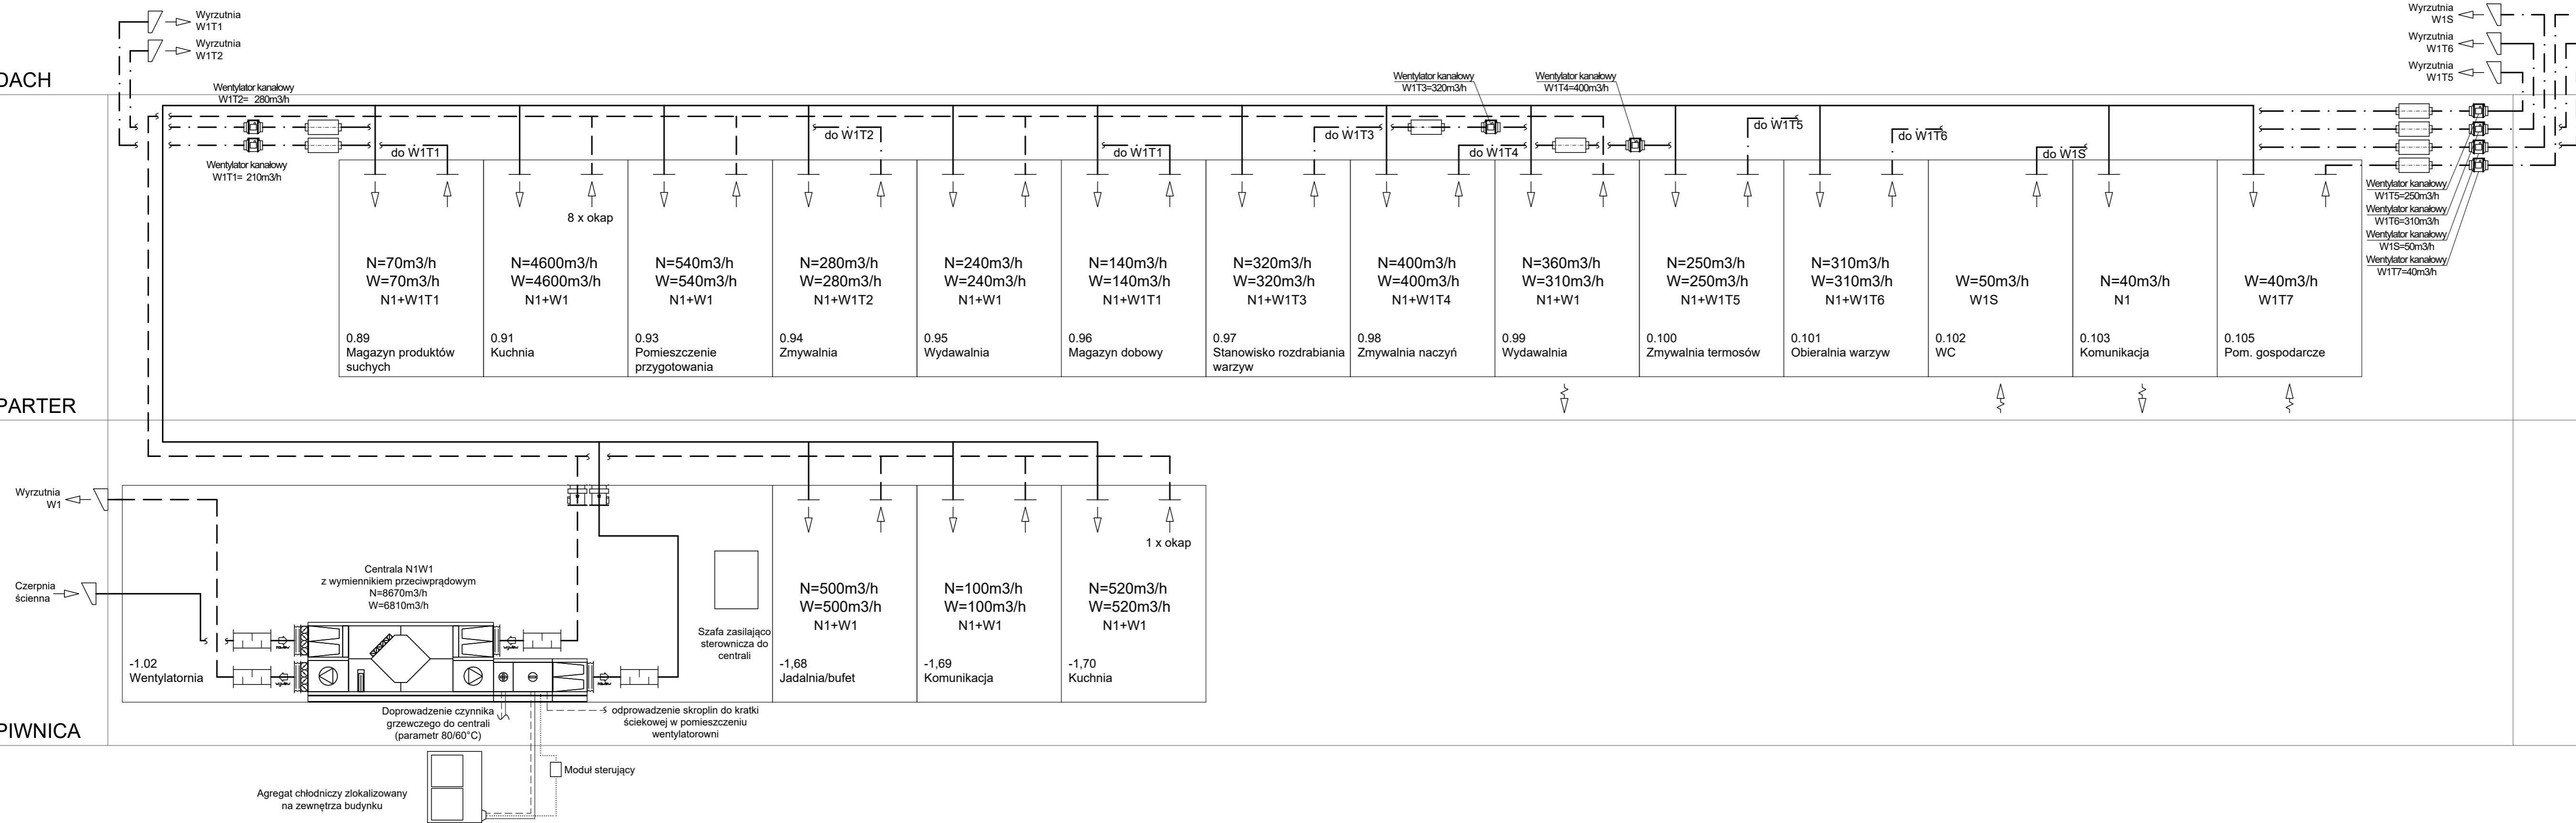 Wyrzutnia
W1T1
Wyrzutnia
W1T2
Wyrzutnia
W1S
Wyrzutnia
W1T6
Wyrzutnia
W1T5
DACH
Wentylator kanałowy
W1T2= 280m3/h
Wentylator kanałowy
W1T1= 210m3/h
Wentylator kanałowy
W1T3=320m3/h
Wentylator kanałowy
W1T4=400m3/h
do W1T1
do W1T2
do W1T1
do W1T3
do W1T4
do W1T5
do W1T6
do W1S
Wentylator kanałowy
W1T5=250m3/h
Wentylator kanałowy
W1T6=310m3/h
Wentylator kanałowy
W1S=50m3/h
Wentylator kanałowy
W1T7=40m3/h
8 x okap
N=70m3/h
W=70m3/h
N1+W1T1
0.89
Magazyn produktów
suchych
N=4600m3/h
W=4600m3/h
N1+W1
0.91
Kuchnia
N=540m3/h
W=540m3/h
N1+W1
0.93
Pomieszczenie
przygotowania
N=280m3/h
W=280m3/h
N1+W1T2
0.94
Zmywalnia
N=240m3/h
W=240m3/h
N1+W1
0.95
Wydawalnia
N=140m3/h
W=140m3/h
N1+W1T1
0.96
Magazyn dobowy
N=320m3/h
W=320m3/h
N1+W1T3
0.97
Stanowisko rozdrabiania
warzyw
N=400m3/h
W=400m3/h
N1+W1T4
0.98
Zmywalnia naczyń
N=360m3/h
W=310m3/h
N1+W1
0.99
Wydawalnia
N=250m3/h
W=250m3/h
N1+W1T5
0.100
Zmywalnia termosów
N=310m3/h
W=310m3/h
N1+W1T6
0.101
Obieralnia warzyw
W=50m3/h
W1S
0.102
WC
N=40m3/h
N1
0.103
Komunikacja
W=40m3/h
W1T7
0.105
Pom. gospodarcze
PARTER
Wyrzutnia
W1
Czerpnia
ścienna
Centrala N1W1
z wymiennikiem przeciwprądowym
N=8670m3/h
W=6810m3/h
-1.02
Wentylatornia
Szafa zasilająco
sterownicza do
centrali
1 x okap
N=500m3/h
W=500m3/h
N1+W1
-1,68
Jadalnia/bufet
N=100m3/h
W=100m3/h
N1+W1
-1,69
Komunikacja
N=520m3/h
W=520m3/h
N1+W1
-1,70
Kuchnia
Doprowadzenie czynnika
grzewczego do centrali
(parametr 80/60°C)
odprowadzenie skroplin do kratki
ściekowej w pomieszczeniu
wentylatorowni
PIWNICA
Moduł sterujący
Agregat chłodniczy zlokalizowany
na zewnętrza budynku